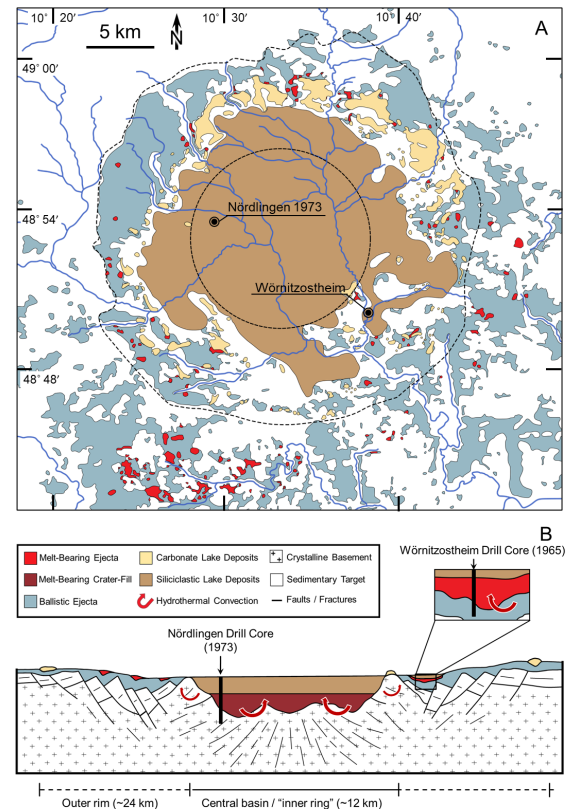 10° 20'
10° 30'
10° 40'
5 km
N
A
49° 00'
Nördlingen 1973
48° 54'
Wörnitzostheim
48° 48'
B
Melt-Bearing Ejecta
Carbonate Lake Deposits
Crystalline Basement
Melt-Bearing Crater-Fill
Siliciclastic Lake Deposits
Sedimentary Target
Ballistic Ejecta
Hydrothermal Convection
Faults / Fractures
Wörnitzostheim Drill Core (1965)
Nördlingen Drill Core
(1973)
Outer rim (~24 km)
Central basin / “inner ring” (~12 km)